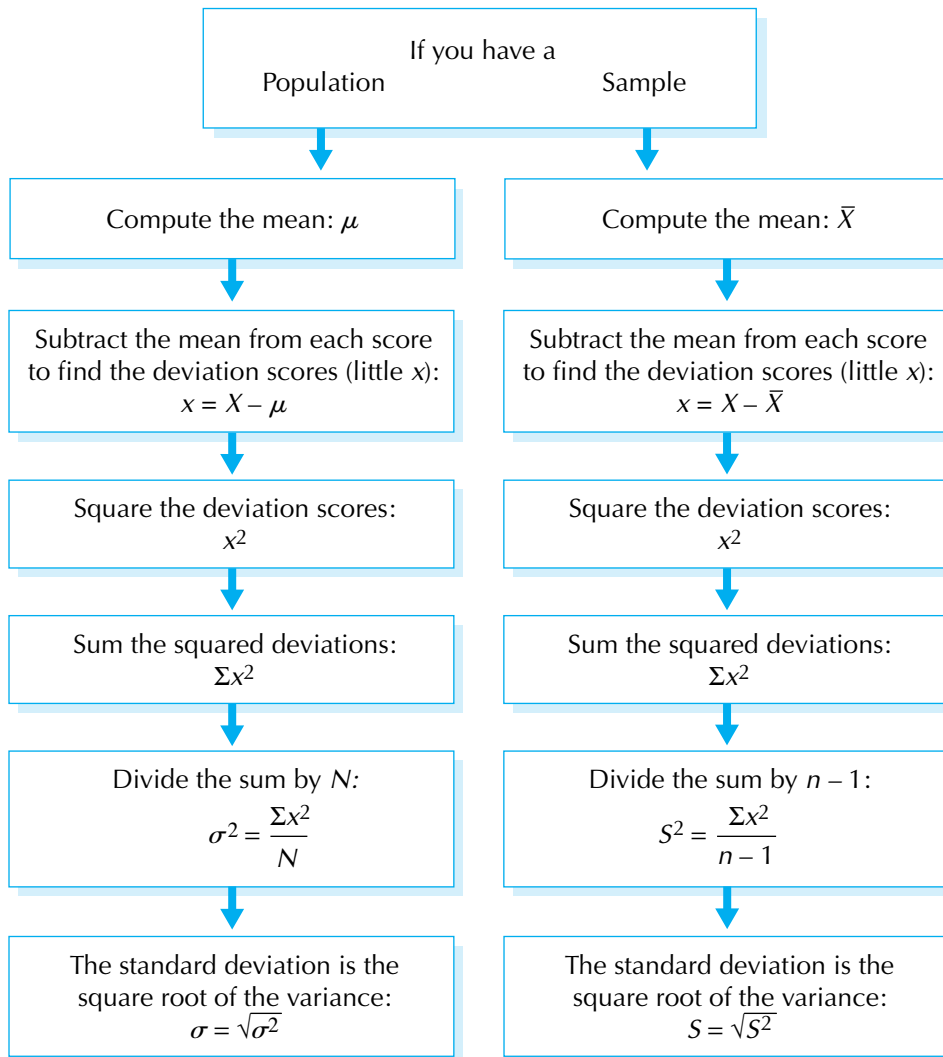 If you have a
Population Sample
Compute the mean: μ
Subtract the mean from each score
to find the deviation scores (little x):
x = X – μ
Square the deviation scores:
x²
Sum the squared deviations:
Σx²
Divide the sum by N:
σ² = Σx² / N
The standard deviation is the
square root of the variance:
σ = √σ²
Compute the mean: X̄
Subtract the mean from each score
to find the deviation scores (little x):
x = X – X̄
Square the deviation scores:
x²
Sum the squared deviations:
Σx²
Divide the sum by n – 1:
S² = Σx² / n – 1
The standard deviation is the
square root of the variance:
S = √S²